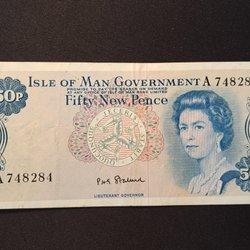 50P
ISLE OF MAN GOVERNMENT
A 748284
PROMISE TO PAY THE BEARER ON DEMAND
AT ANY OFFICE OF ISLE OF MAN BANK LIMITED
Fifty New Pence
A 748284
LIEUTENANT GOVERNOR